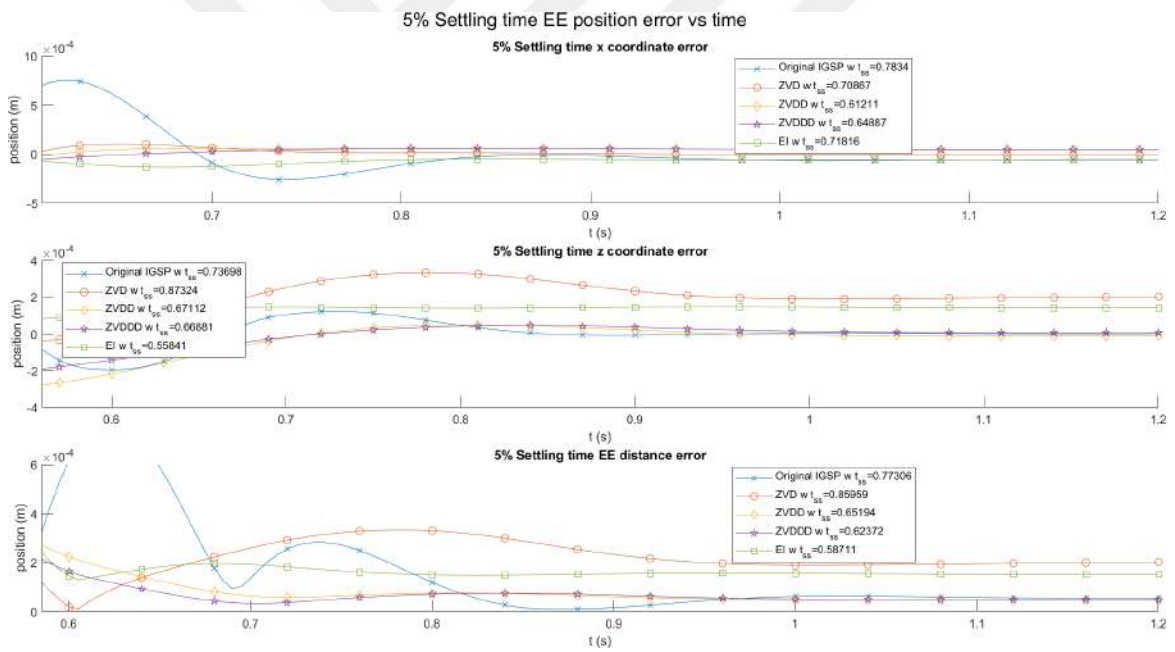 5% Settling time EE position error vs time
5% Settling time x coordinate error
×10⁻⁴
10
5
0
-5
position (m)
0.7
0.8
0.9
1
1.1
1.2
t (s)
Original IGSP w t_ss=0.7834
ZVD w t_ss=0.70867
ZVDD w t_ss=0.61211
ZVDDD w t_ss=0.64887
EI w t_ss=0.71816
5% Settling time z coordinate error
×10⁻⁴
4
2
0
-2
-4
position (m)
0.6
0.7
0.8
0.9
1
1.1
1.2
t (s)
Original IGSP w t_ss=0.73698
ZVD w t_ss=0.87324
ZVDD w t_ss=0.67112
ZVDDD w t_ss=0.66881
EI w t_ss=0.55841
5% Settling time EE distance error
×10⁻⁴
6
4
2
0
position (m)
0.6
0.7
0.8
0.9
1
1.1
1.2
t (s)
Original IGSP w t_ss=0.77306
ZVD w t_ss=0.85959
ZVDD w t_ss=0.65194
ZVDDD w t_ss=0.62372
EI w t_ss=0.58711